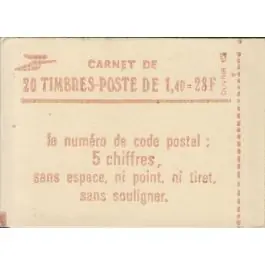 CARNET DE
20 TIMBRES-POSTE DE 1,40=28F
le numéro de code postal :
5 chiffres,
sans espace, ni point, ni tiret,
sans souligner.